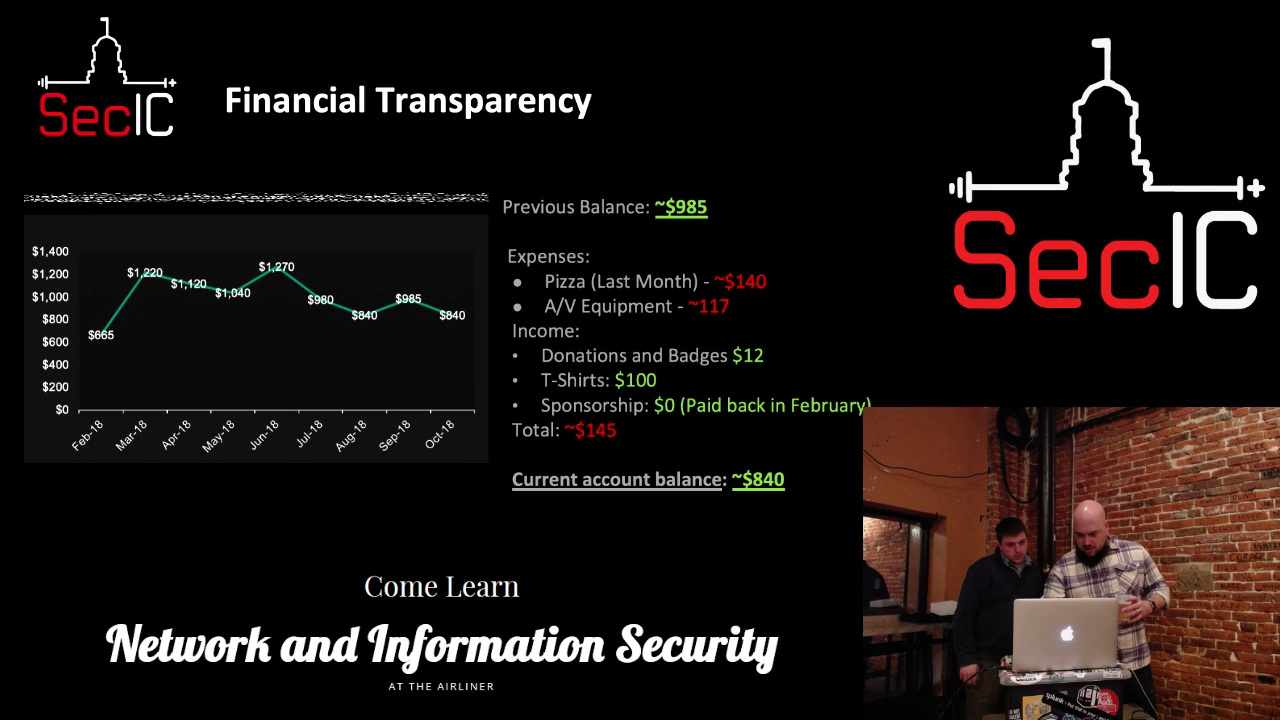 SecIC
Financial Transparency
SecIC
$1,400
$1,200
$1,000
$800
$600
$400
$200
$0
$665
$1,220
$1,120
$1,040
$1,270
$980
$840
$985
$840
Feb-18
Mar-18
Apr-18
May-18
Jun-18
Jul-18
Aug-18
Sep-18
Oct-18
Previous Balance: ~$985
Expenses:
● Pizza (Last Month) - ~$140
● A/V Equipment - ~117
Income:
• Donations and Badges $12
• T-Shirts: $100
• Sponsorship: $0 (Paid back in February)
Total: ~$145
Current account balance: ~$840
Come Learn
Network and Information Security
AT THE AIRLINER
splunk>